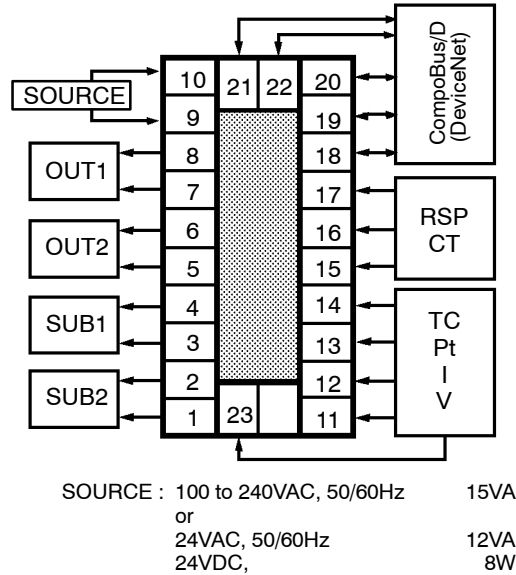 CompoBus/D
(DeviceNet)
SOURCE
10
21
22
20
9
19
OUT1
8
18
7
17
RSP
CT
OUT2
6
16
5
15
SUB1
4
14
TC
Pt
I
V
3
13
SUB2
2
12
1
23
11
SOURCE : 100 to 240VAC, 50/60Hz 15VA
or
24VAC, 50/60Hz 12VA
24VDC, 8W